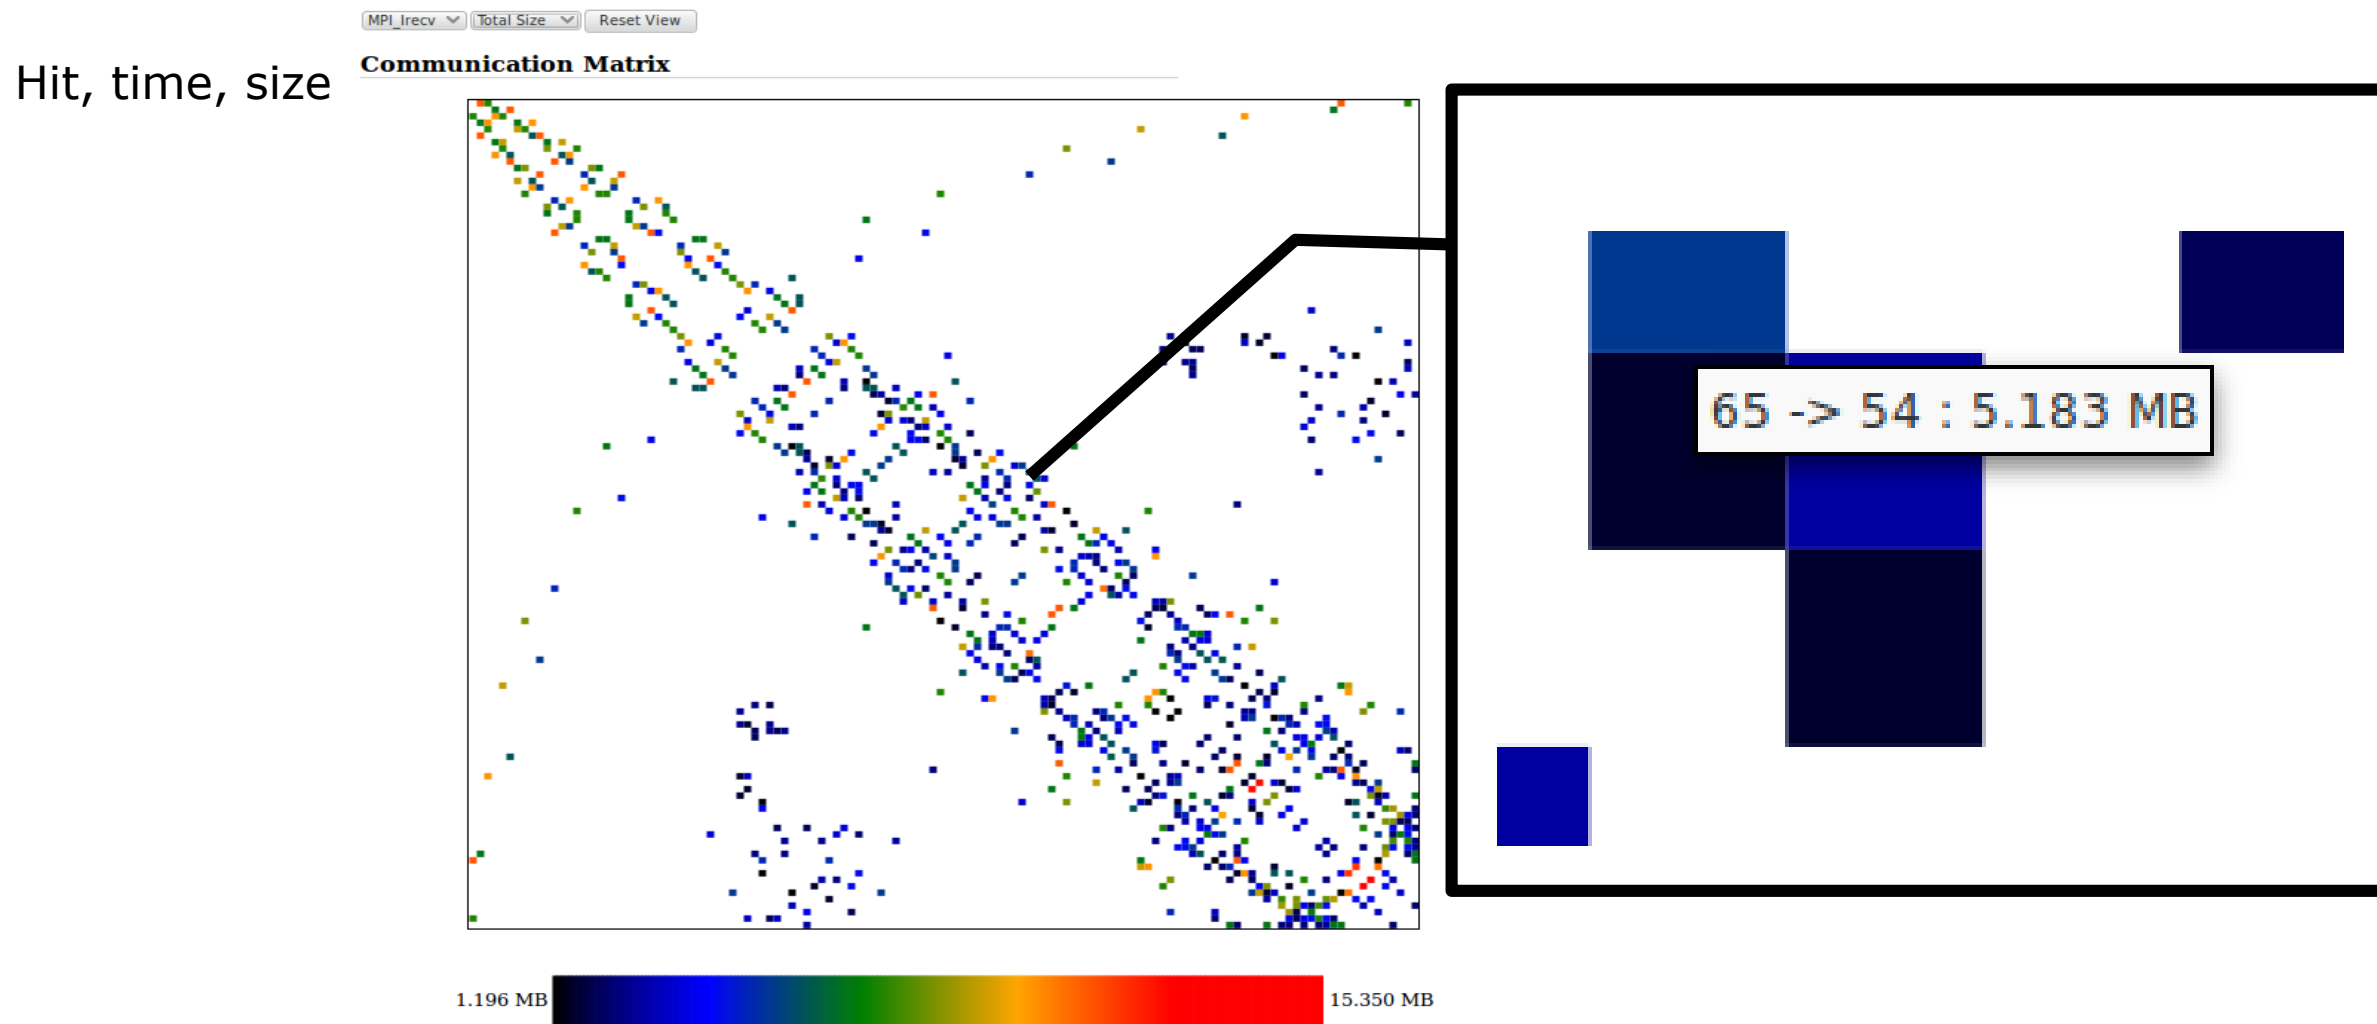 MPI_Irecv Total Size Reset View
Communication Matrix
Hit, time, size
65 -> 54 : 5.183 MB
1.196 MB 15.350 MB